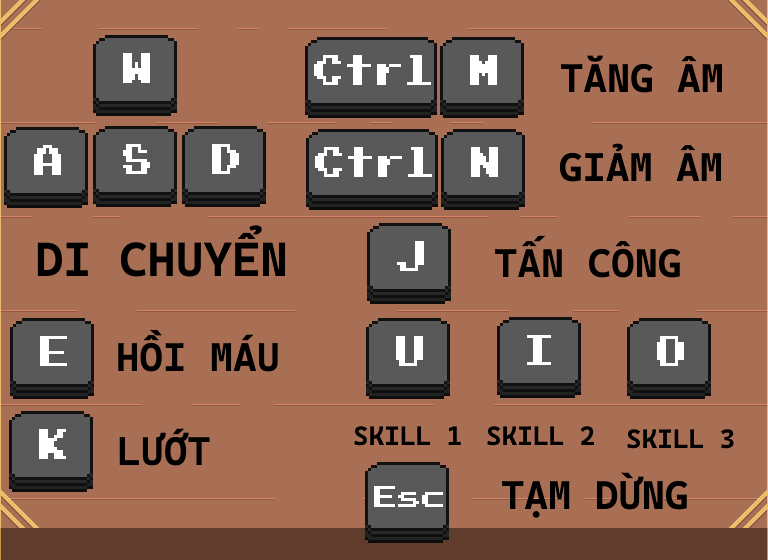 W Ctrl M TĂNG ÂM
A S D Ctrl N GIẢM ÂM
DI CHUYỂN J TẤN CÔNG
E HỒI MÁU U I O
K LƯỚT SKILL 1 SKILL 2 SKILL 3
Esc TẠM DỪNG